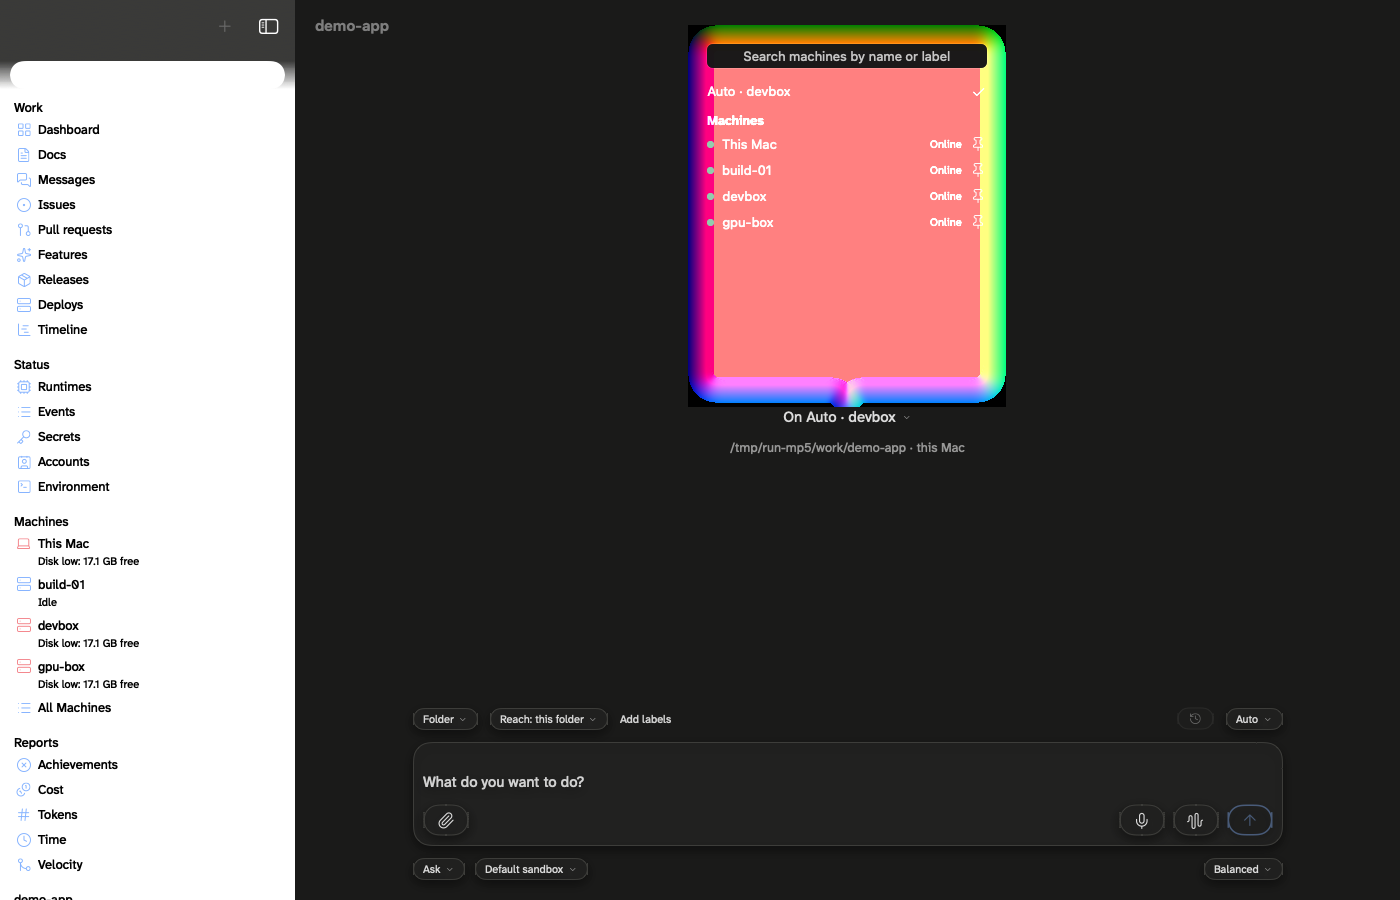 demo-app
Work
Dashboard
Docs
Messages
Issues
Pull requests
Features
Releases
Deploys
Timeline
Status
Runtimes
Events
Secrets
Accounts
Environment
Machines
This Mac
Disk low: 17.1 GB free
build-01
Idle
devbox
Disk low: 17.1 GB free
gpu-box
Disk low: 17.1 GB free
All Machines
Reports
Achievements
Cost
Tokens
Time
Velocity
demo-app
Search machines by name or label
Auto · devbox
Machines
This Mac Online
build-01 Online
devbox Online
gpu-box Online
On Auto · devbox
/tmp/run-mp5/work/demo-app · this Mac
Folder Reach: this folder Add labels Auto
What do you want to do?
Ask Default sandbox Balanced